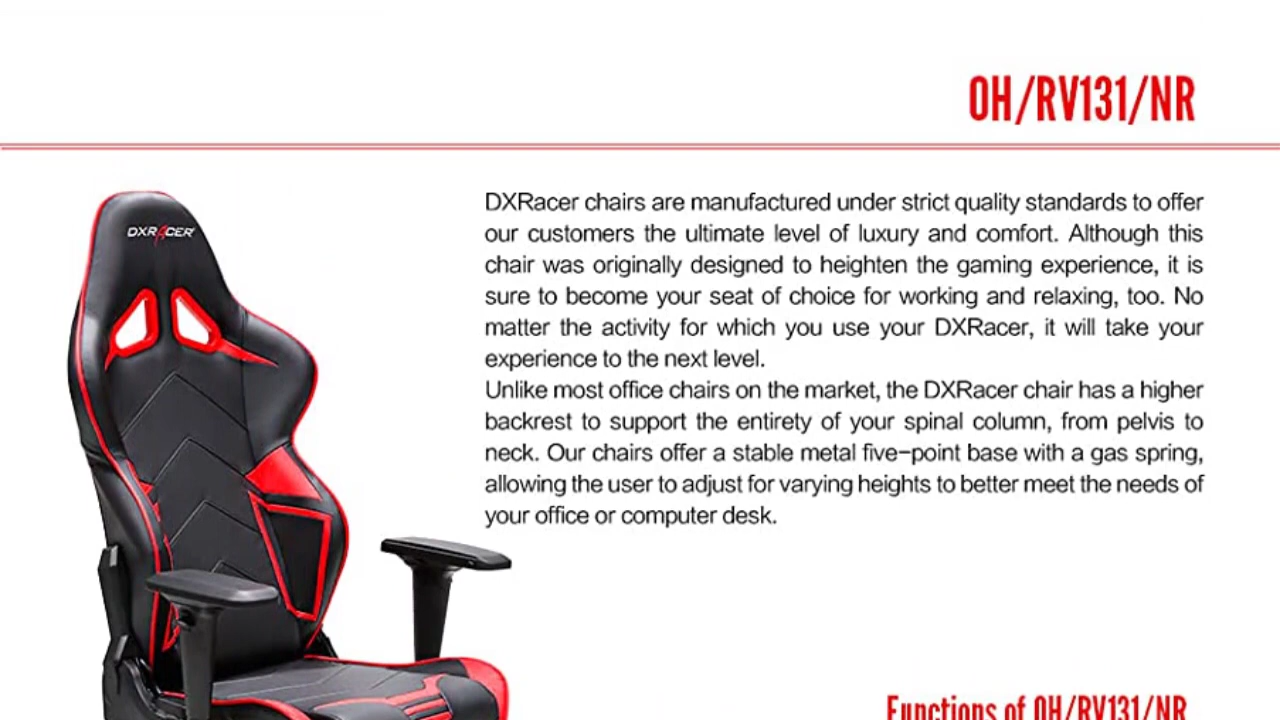 OH/RV131/NR
DXRACER
DXRacer chairs are manufactured under strict quality standards to offer
our customers the ultimate level of luxury and comfort. Although this
chair was originally designed to heighten the gaming experience, it is
sure to become your seat of choice for working and relaxing, too. No
matter the activity for which you use your DXRacer, it will take your
experience to the next level.
Unlike most office chairs on the market, the DXRacer chair has a higher
backrest to support the entirety of your spinal column, from pelvis to
neck. Our chairs offer a stable metal five-point base with a gas spring,
allowing the user to adjust for varying heights to better meet the needs of
your office or computer desk.
Functions of OH/RV131/NR